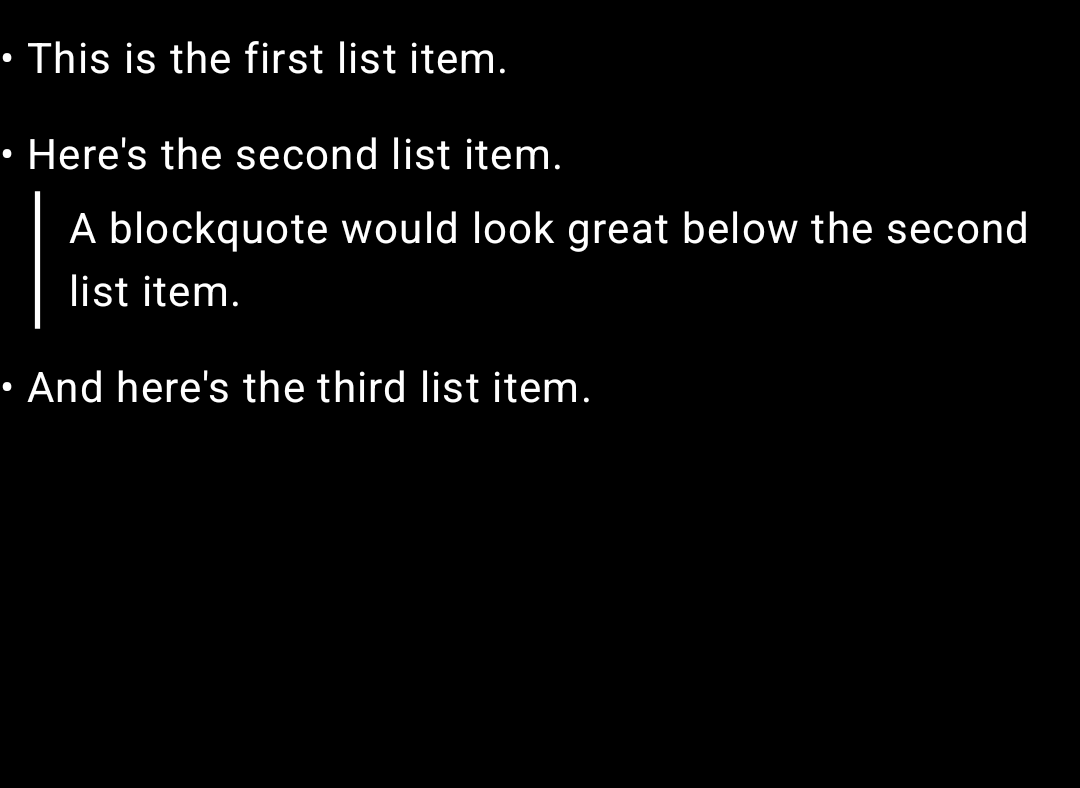 • This is the first list item.
• Here's the second list item.
A blockquote would look great below the second
list item.
• And here's the third list item.